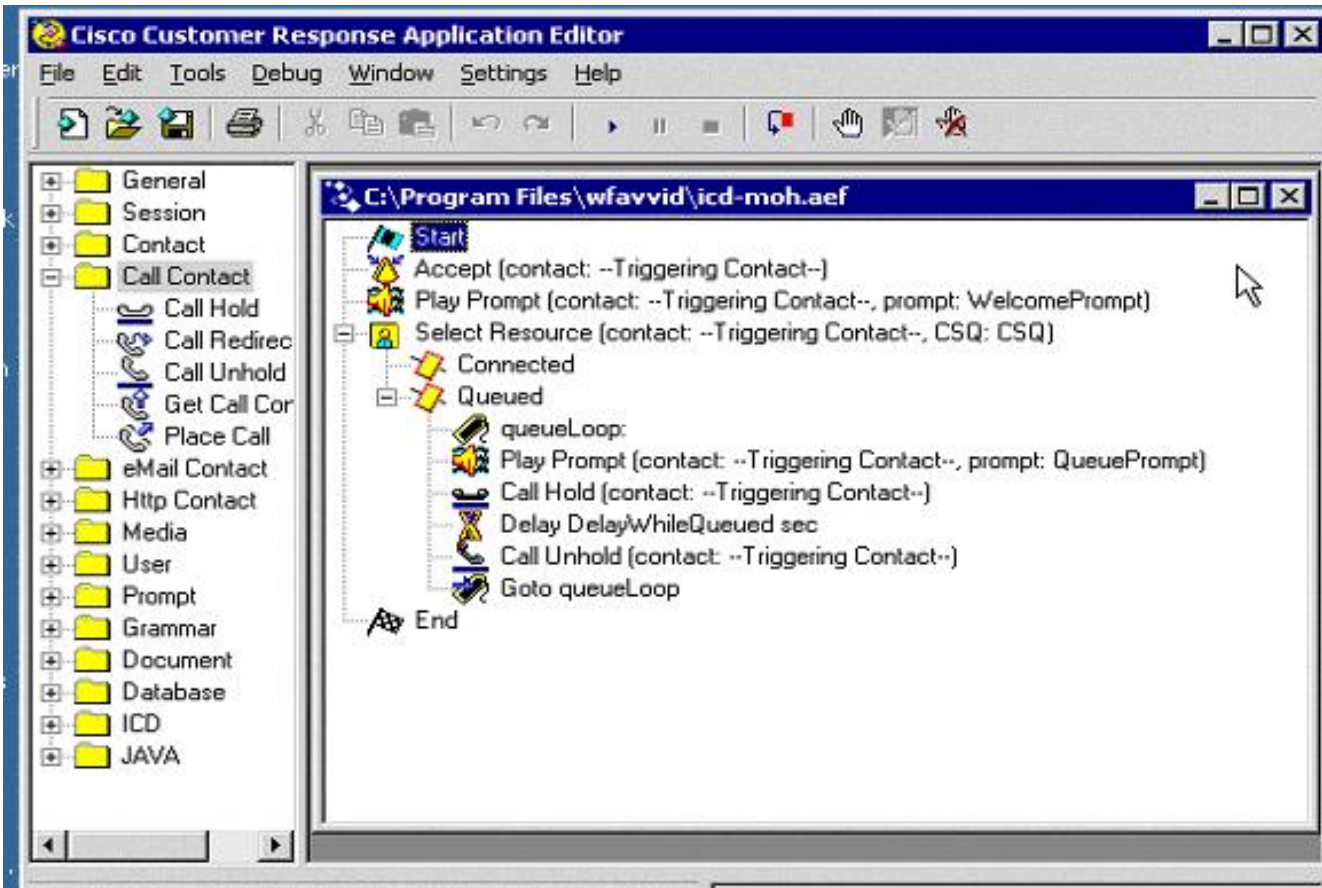 Cisco Customer Response Application Editor
File Edit Tools Debug Window Settings Help
General
Session
Contact
Call Contact
Call Hold
Call Redirec
Call Unhold
Get Call Cor
Place Call
eMail Contact
Http Contact
Media
User
Prompt
Grammar
Document
Database
ICD
JAVA
C:\Program Files\wfavvid\icd-moh.aef
Start
Accept (contact: --Triggering Contact--)
Play Prompt (contact: --Triggering Contact--, prompt: WelcomePrompt)
Select Resource (contact: --Triggering Contact--, CSQ: CSQ)
Connected
Queued
queueLoop:
Play Prompt (contact: --Triggering Contact--, prompt: QueuePrompt)
Call Hold (contact: --Triggering Contact--)
Delay DelayWhileQueued sec
Call Unhold (contact: --Triggering Contact--)
Goto queueLoop
End